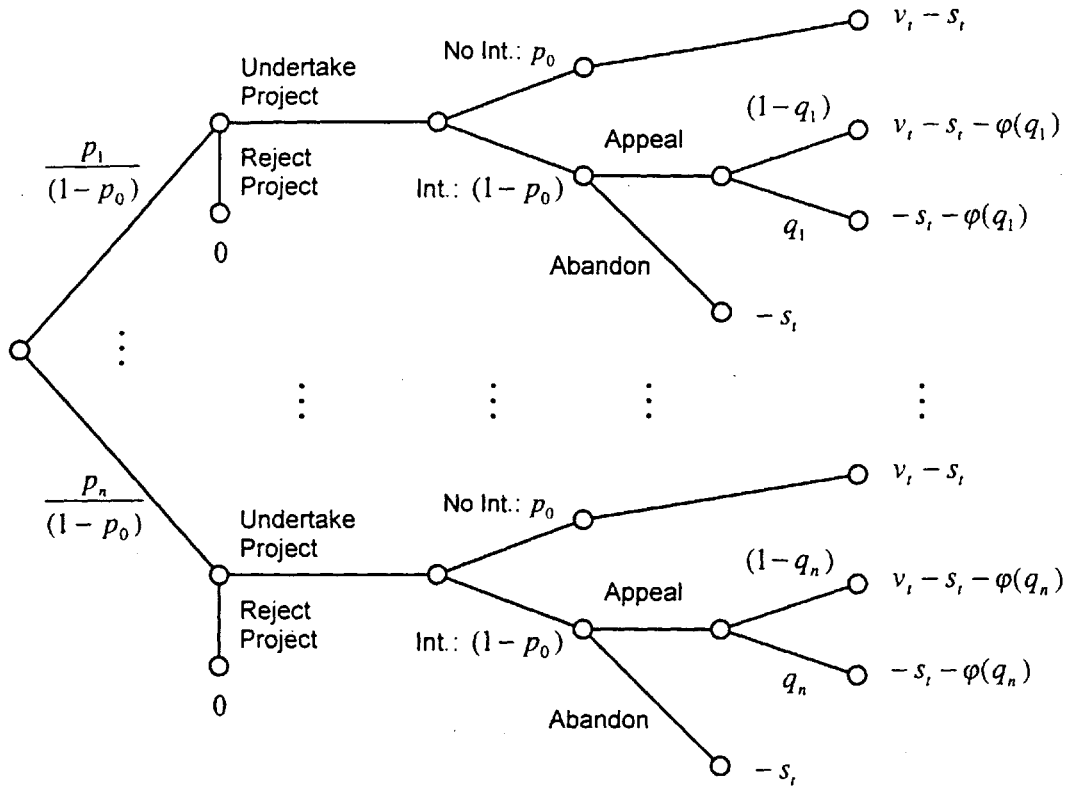 v_t − s_t
No Int.: p_0
Undertake
Project
(1−q_1)
v_t − s_t − φ(q_1)
Appeal
p_1
(1−p_0)
Reject
Project
Int.: (1−p_0)
q_1
−s_t − φ(q_1)
0
Abandon
−s_t
v_t − s_t
p_n
(1−p_0)
No Int.: p_0
Undertake
Project
(1−q_n)
v_t − s_t − φ(q_n)
Appeal
Reject
Project
Int.: (1−p_0)
q_n
−s_t − φ(q_n)
0
Abandon
−s_t